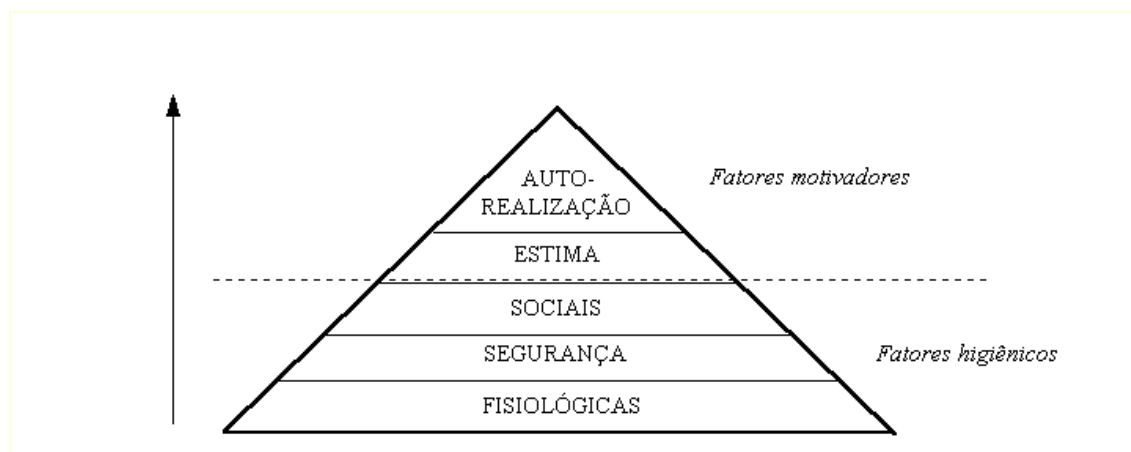 AUTO-
REALIZAÇÃO
Fatores motivadores
ESTIMA
SOCIAIS
SEGURANÇA
Fatores higiênicos
FISIOLÓGICAS